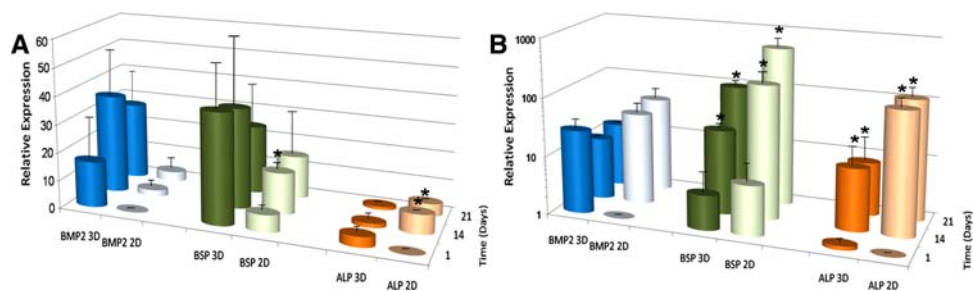 A
Relative Expression
60
50
40
30
20
10
0
BMP2 3D
BMP2 2D
BSP 3D
BSP 2D
ALP 3D
ALP 2D
*
*
*
21
14
1
Time (Days)
B
Relative Expression
1000
100
10
1
BMP2 3D
BMP2 2D
BSP 3D
BSP 2D
ALP 3D
ALP 2D
*
*
*
*
*
*
*
*
21
14
1
Time (Days)